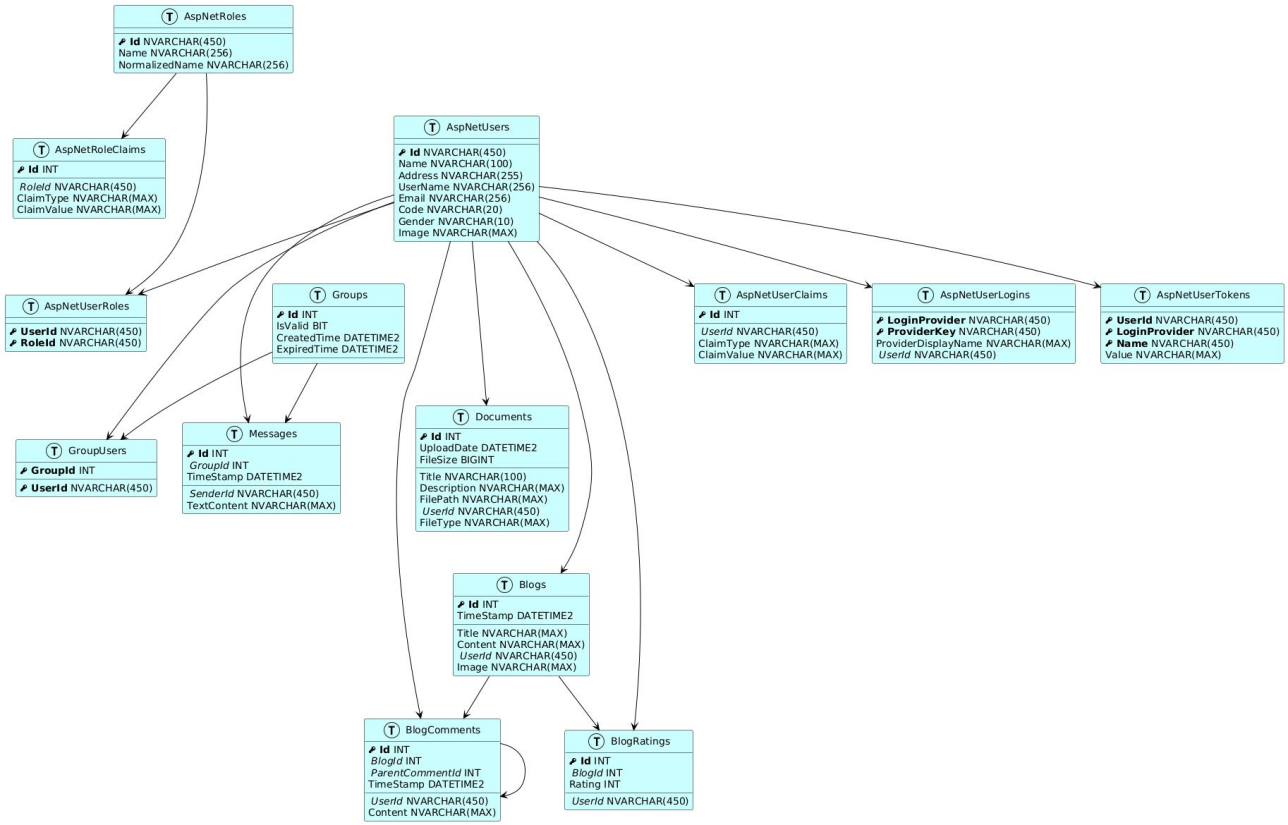 T AspNetRoles
Id NVARCHAR(450)
Name NVARCHAR(256)
NormalizedName NVARCHAR(256)
T AspNetUsers
Id NVARCHAR(450)
Name NVARCHAR(100)
Address NVARCHAR(255)
UserName NVARCHAR(256)
Email NVARCHAR(256)
Code NVARCHAR(20)
Gender NVARCHAR(10)
Image NVARCHAR(MAX)
T AspNetRoleClaims
Id INT
RoleId NVARCHAR(450)
ClaimType NVARCHAR(MAX)
ClaimValue NVARCHAR(MAX)
T AspNetUserRoles
UserId NVARCHAR(450)
RoleId NVARCHAR(450)
T Groups
Id INT
IsValid BIT
CreatedTime DATETIME2
ExpiredTime DATETIME2
T AspNetUserClaims
Id INT
UserId NVARCHAR(450)
ClaimType NVARCHAR(MAX)
ClaimValue NVARCHAR(MAX)
T AspNetUserLogins
LoginProvider NVARCHAR(450)
ProviderKey NVARCHAR(450)
ProviderDisplayName NVARCHAR(MAX)
UserId NVARCHAR(450)
T AspNetUserTokens
UserId NVARCHAR(450)
LoginProvider NVARCHAR(450)
Name NVARCHAR(450)
Value NVARCHAR(MAX)
T GroupUsers
GroupId INT
UserId NVARCHAR(450)
T Messages
Id INT
GroupId INT
TimeStamp DATETIME2
SenderId NVARCHAR(450)
TextContent NVARCHAR(MAX)
T Documents
Id INT
UploadDate DATETIME2
FileSize BIGINT
Title NVARCHAR(100)
Description NVARCHAR(MAX)
FilePath NVARCHAR(MAX)
UserId NVARCHAR(450)
FileType NVARCHAR(MAX)
T Blogs
Id INT
TimeStamp DATETIME2
Title NVARCHAR(MAX)
Content NVARCHAR(MAX)
UserId NVARCHAR(450)
Image NVARCHAR(MAX)
T BlogComments
Id INT
BlogId INT
ParentCommentId INT
TimeStamp DATETIME2
UserId NVARCHAR(450)
Content NVARCHAR(MAX)
T BlogRatings
Id INT
BlogId INT
Rating INT
UserId NVARCHAR(450)